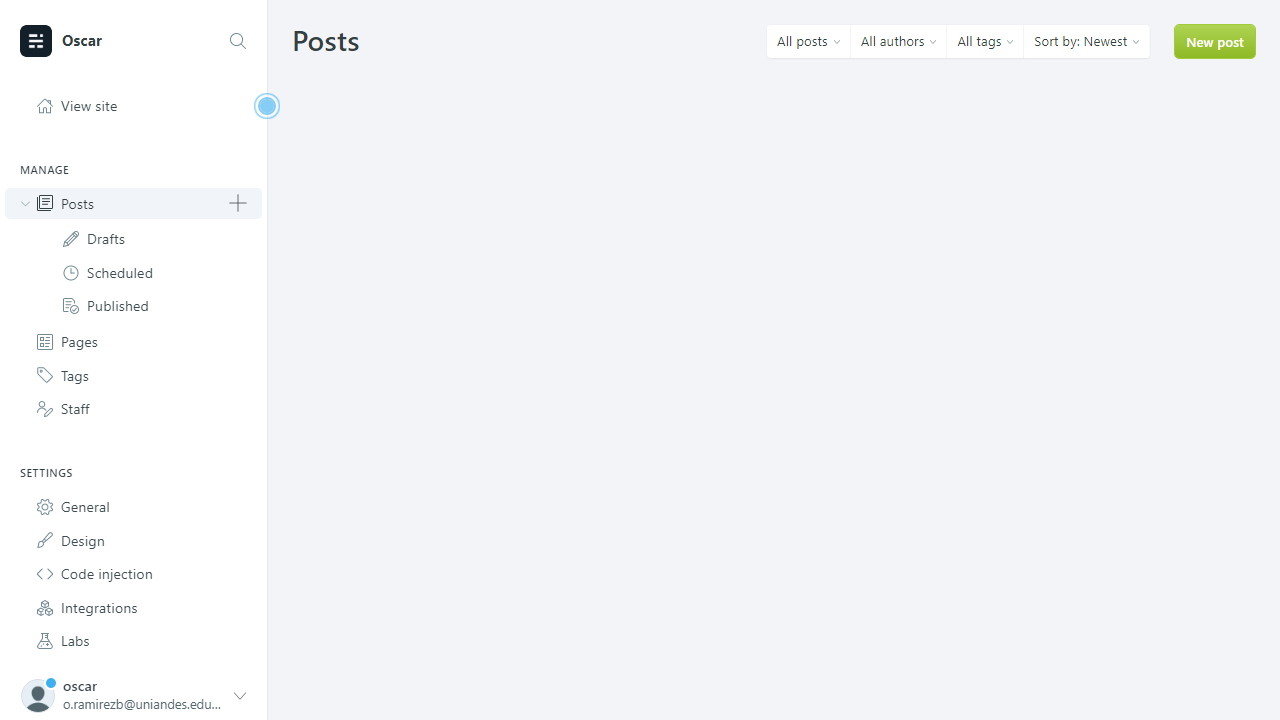 Oscar
View site
MANAGE
Posts
Drafts
Scheduled
Published
Pages
Tags
Staff
SETTINGS
General
Design
Code injection
Integrations
Labs
oscar
o.ramirezb@uniandes.edu...
Posts
All posts
All authors
All tags
Sort by: Newest
New post